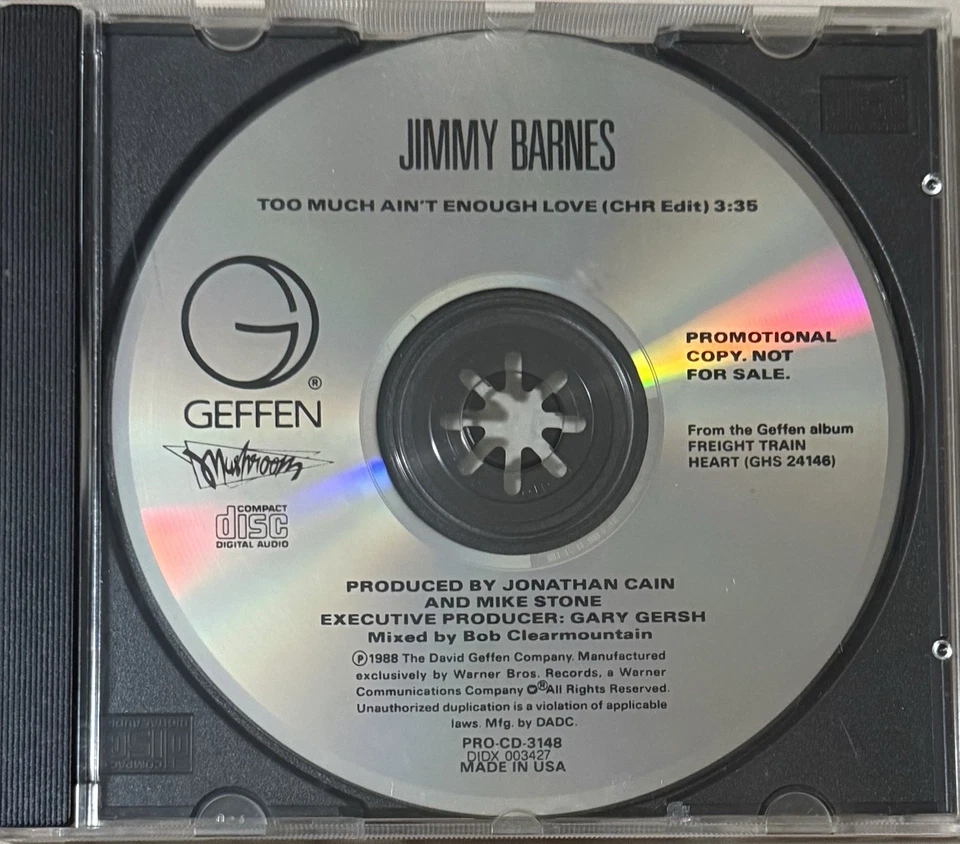 JIMMY BARNES
TOO MUCH AIN'T ENOUGH LOVE (CHR Edit) 3:35
G
®
GEFFEN
Mushroom
COMPACT
disc
DIGITAL AUDIO
PROMOTIONAL
COPY. NOT
FOR SALE.
From the Geffen album
FREIGHT TRAIN
HEART (GHS 24146)
PRODUCED BY JONATHAN CAIN
AND MIKE STONE
EXECUTIVE PRODUCER: GARY GERSH
Mixed by Bob Clearmountain
Ⓟ1988 The David Geffen Company. Manufactured
exclusively by Warner Bros. Records, a Warner
Communications Company ®All Rights Reserved.
Unauthorized duplication is a violation of applicable
laws. Mfg. by DADC.
PRO-CD-3148
DIDX 003427
MADE IN USA